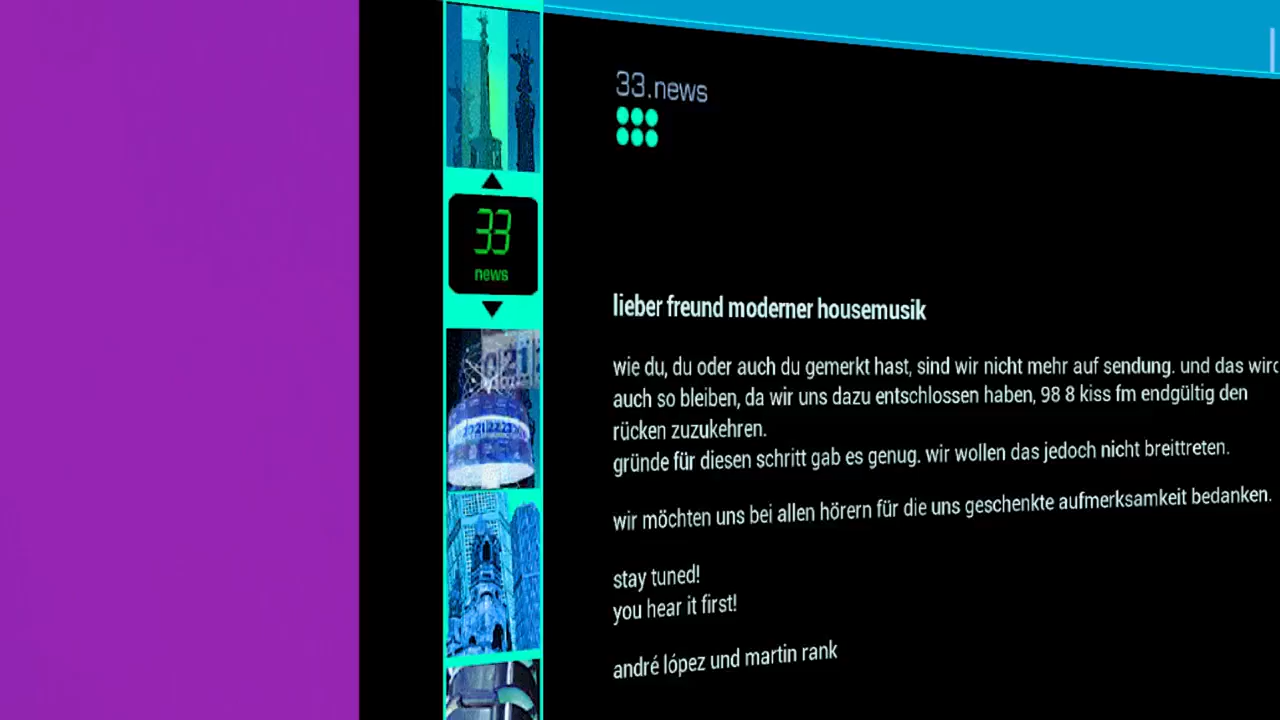 33.news
33
news
lieber freund moderner housemusik
wie du, du oder auch du gemerkt hast, sind wir nicht mehr auf sendung. und das wird
auch so bleiben, da wir uns dazu entschlossen haben, 98 8 kiss fm endgültig den
rücken zuzukehren.
gründe für diesen schritt gab es genug. wir wollen das jedoch nicht breittreten.
wir möchten uns bei allen hörern für die uns geschenkte aufmerksamkeit bedanken.
stay tuned!
you hear it first!
andré lópez und martin rank